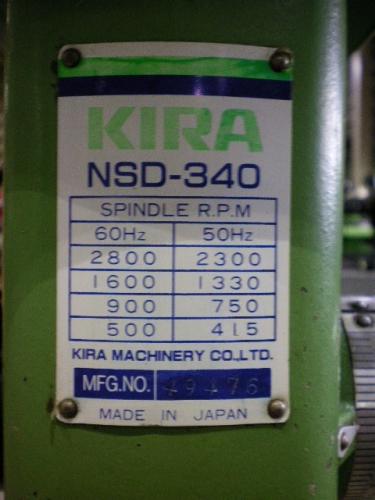 KIRA
NSD-340
SPINDLE R.P.M
60Hz 50Hz
2800 2300
1600 1330
900 750
500 415
KIRA MACHINERY CO.,LTD.
MFG.NO. 49476
MADE IN JAPAN